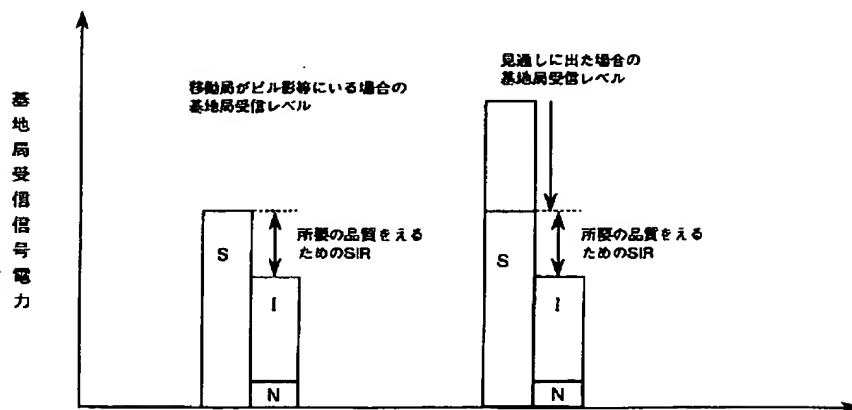 基地局受信信号電力
移動局がビル影等にいる場合の
基地局受信レベル
見通しに出た場合の
基地局受信レベル
所要の品質をえる
ためのSIR
所要の品質をえる
ためのSIR
S
I
N
S
I
N